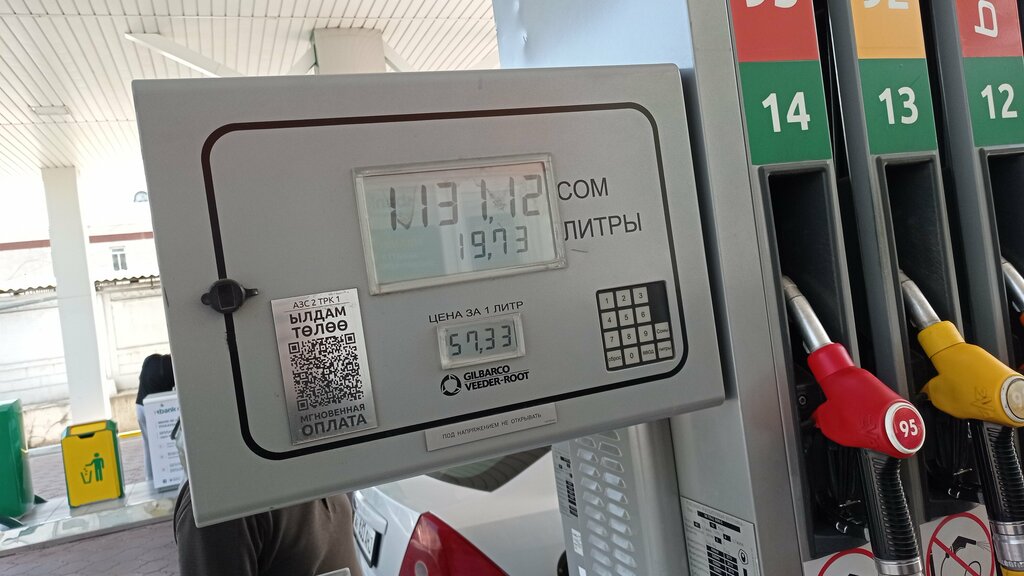 1.131,12
СОМ
19,73
ЛИТРЫ
ЦЕНА ЗА 1 ЛИТР
57,33
GILBARCO
VEEDER-ROOT
АЗС 2 ТРК 1
ЫЛДАМ
ТӨЛӨӨ
МГНОВЕННАЯ
ОПЛАТА
ПОД НАПРЯЖЕНИЕМ НЕ ОТКРЫВАТЬ
1 2 3
4 5 6
7 8 9
0
14
13
12
95